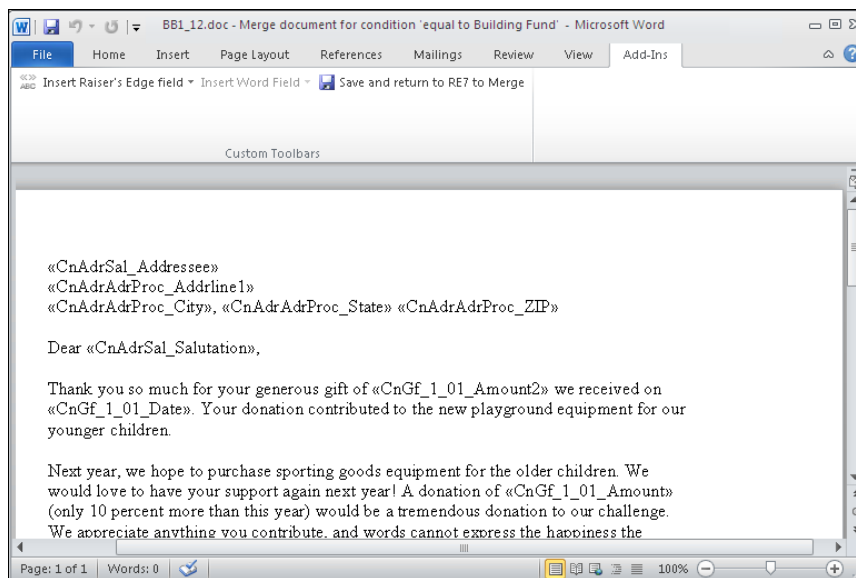 BB1_12.doc - Merge document for condition 'equal to Building Fund' - Microsoft Word
File Home Insert Page Layout References Mailings Review View Add-Ins
«»
ABC Insert Raiser's Edge field Insert Word Field Save and return to RE7 to Merge
Custom Toolbars
«CnAdrSal_Addressee»
«CnAdrAdrProc_Addrline1»
«CnAdrAdrProc_City», «CnAdrAdrProc_State» «CnAdrAdrProc_ZIP»
Dear «CnAdrSal_Salutation»,
Thank you so much for your generous gift of «CnGf_1_01_Amount2» we received on
«CnGf_1_01_Date». Your donation contributed to the new playground equipment for our
younger children.
Next year, we hope to purchase sporting goods equipment for the older children. We
would love to have your support again next year! A donation of «CnGf_1_01_Amount»
(only 10 percent more than this year) would be a tremendous donation to our challenge.
We appreciate anything you contribute, and words cannot express the happiness the
Page: 1 of 1 Words: 0 100%